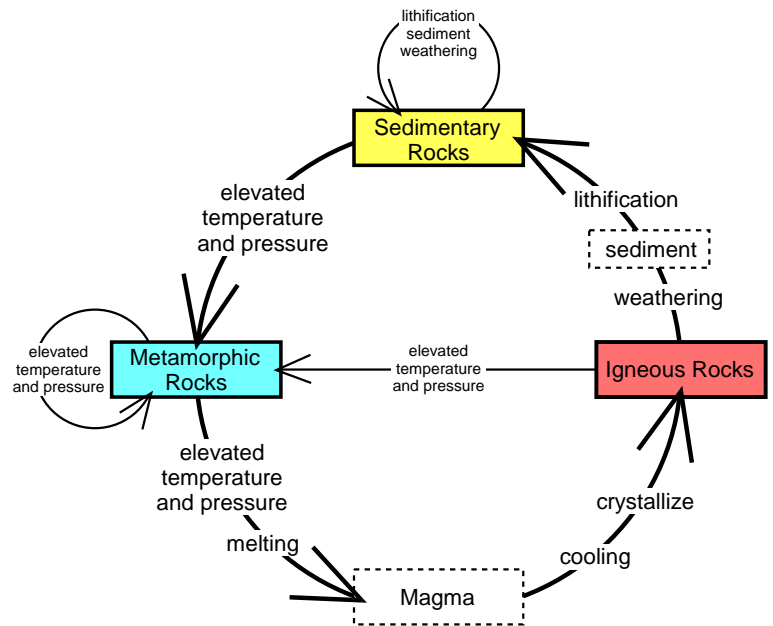 lithification
sediment
weathering
Sedimentary
Rocks
elevated
temperature
and pressure
lithification
sediment
weathering
elevated
temperature
and pressure
Metamorphic
Rocks
elevated
temperature
and pressure
Igneous Rocks
elevated
temperature
and pressure
melting
crystallize
cooling
Magma